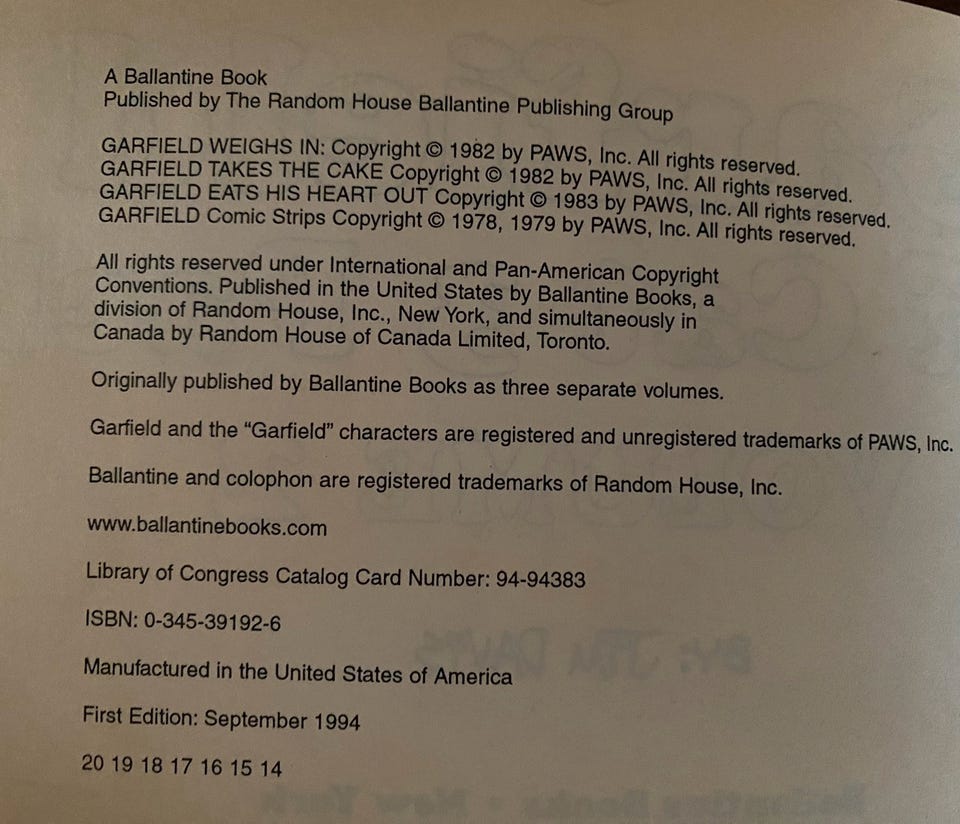 A Ballantine Book
Published by The Random House Ballantine Publishing Group
GARFIELD WEIGHS IN: Copyright © 1982 by PAWS, Inc. All rights reserved.
GARFIELD TAKES THE CAKE Copyright © 1982 by PAWS, Inc. All rights reserved.
GARFIELD EATS HIS HEART OUT Copyright © 1983 by PAWS, Inc. All rights reserved.
GARFIELD Comic Strips Copyright © 1978, 1979 by PAWS, Inc. All rights reserved.
All rights reserved under International and Pan-American Copyright
Conventions. Published in the United States by Ballantine Books, a
division of Random House, Inc., New York, and simultaneously in
Canada by Random House of Canada Limited, Toronto.
Originally published by Ballantine Books as three separate volumes.
Garfield and the “Garfield” characters are registered and unregistered trademarks of PAWS, Inc.
Ballantine and colophon are registered trademarks of Random House, Inc.
www.ballantinebooks.com
Library of Congress Catalog Card Number: 94-94383
ISBN: 0-345-39192-6
Manufactured in the United States of America
First Edition: September 1994
20 19 18 17 16 15 14